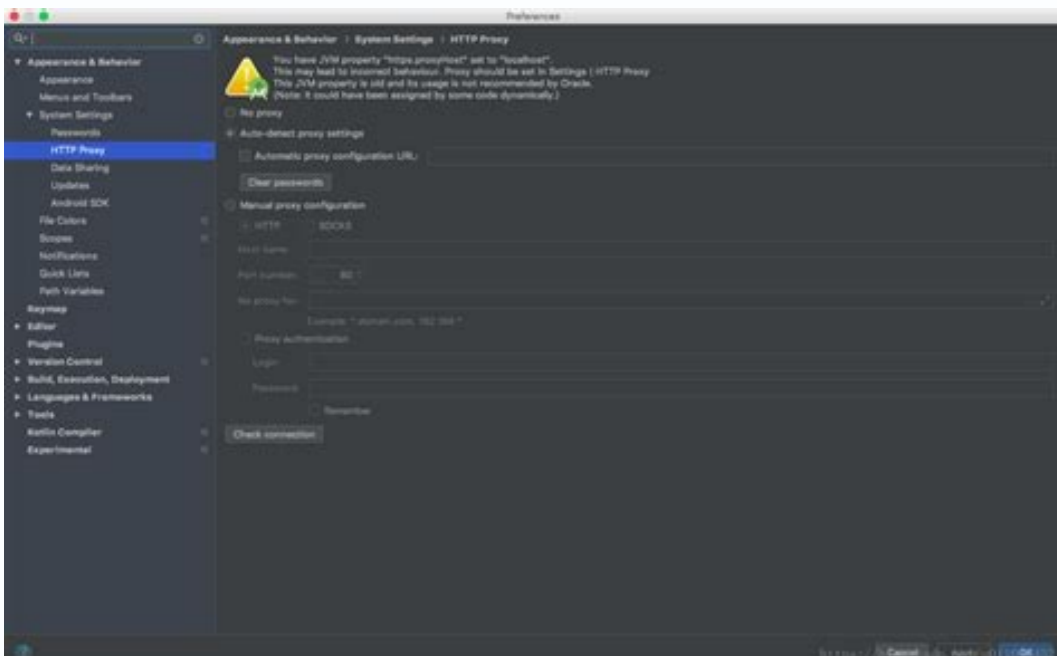 Preferences
Appearance & Behavior
Appearance
Menus and Toolbars
System Settings
Passwords
HTTP Proxy
Data Sharing
Updates
Android SDK
File Colors
Scopes
Notifications
Quick Lists
Path Variables
Keymap
Editor
Plugins
Version Control
Build, Execution, Deployment
Languages & Frameworks
Tools
Kotlin Compiler
Experimental
Appearance & Behavior › System Settings › HTTP Proxy
You have JVM property "https.proxyHost" set to "localhost".
This may lead to incorrect behaviour. Proxy should be set in Settings | HTTP Proxy
This JVM property is old and its usage is not recommended by Oracle.
(Note: It could have been assigned by some code dynamically.)
No proxy
Auto-detect proxy settings
Automatic proxy configuration URL:
Clear passwords
Manual proxy configuration
HTTP SOCKS
Host name:
Port number: 80
No proxy for:
Example: *.domain.com, 192.168.*
Proxy authentication
Login:
Password:
Remember
Check connection
Cancel Apply OK